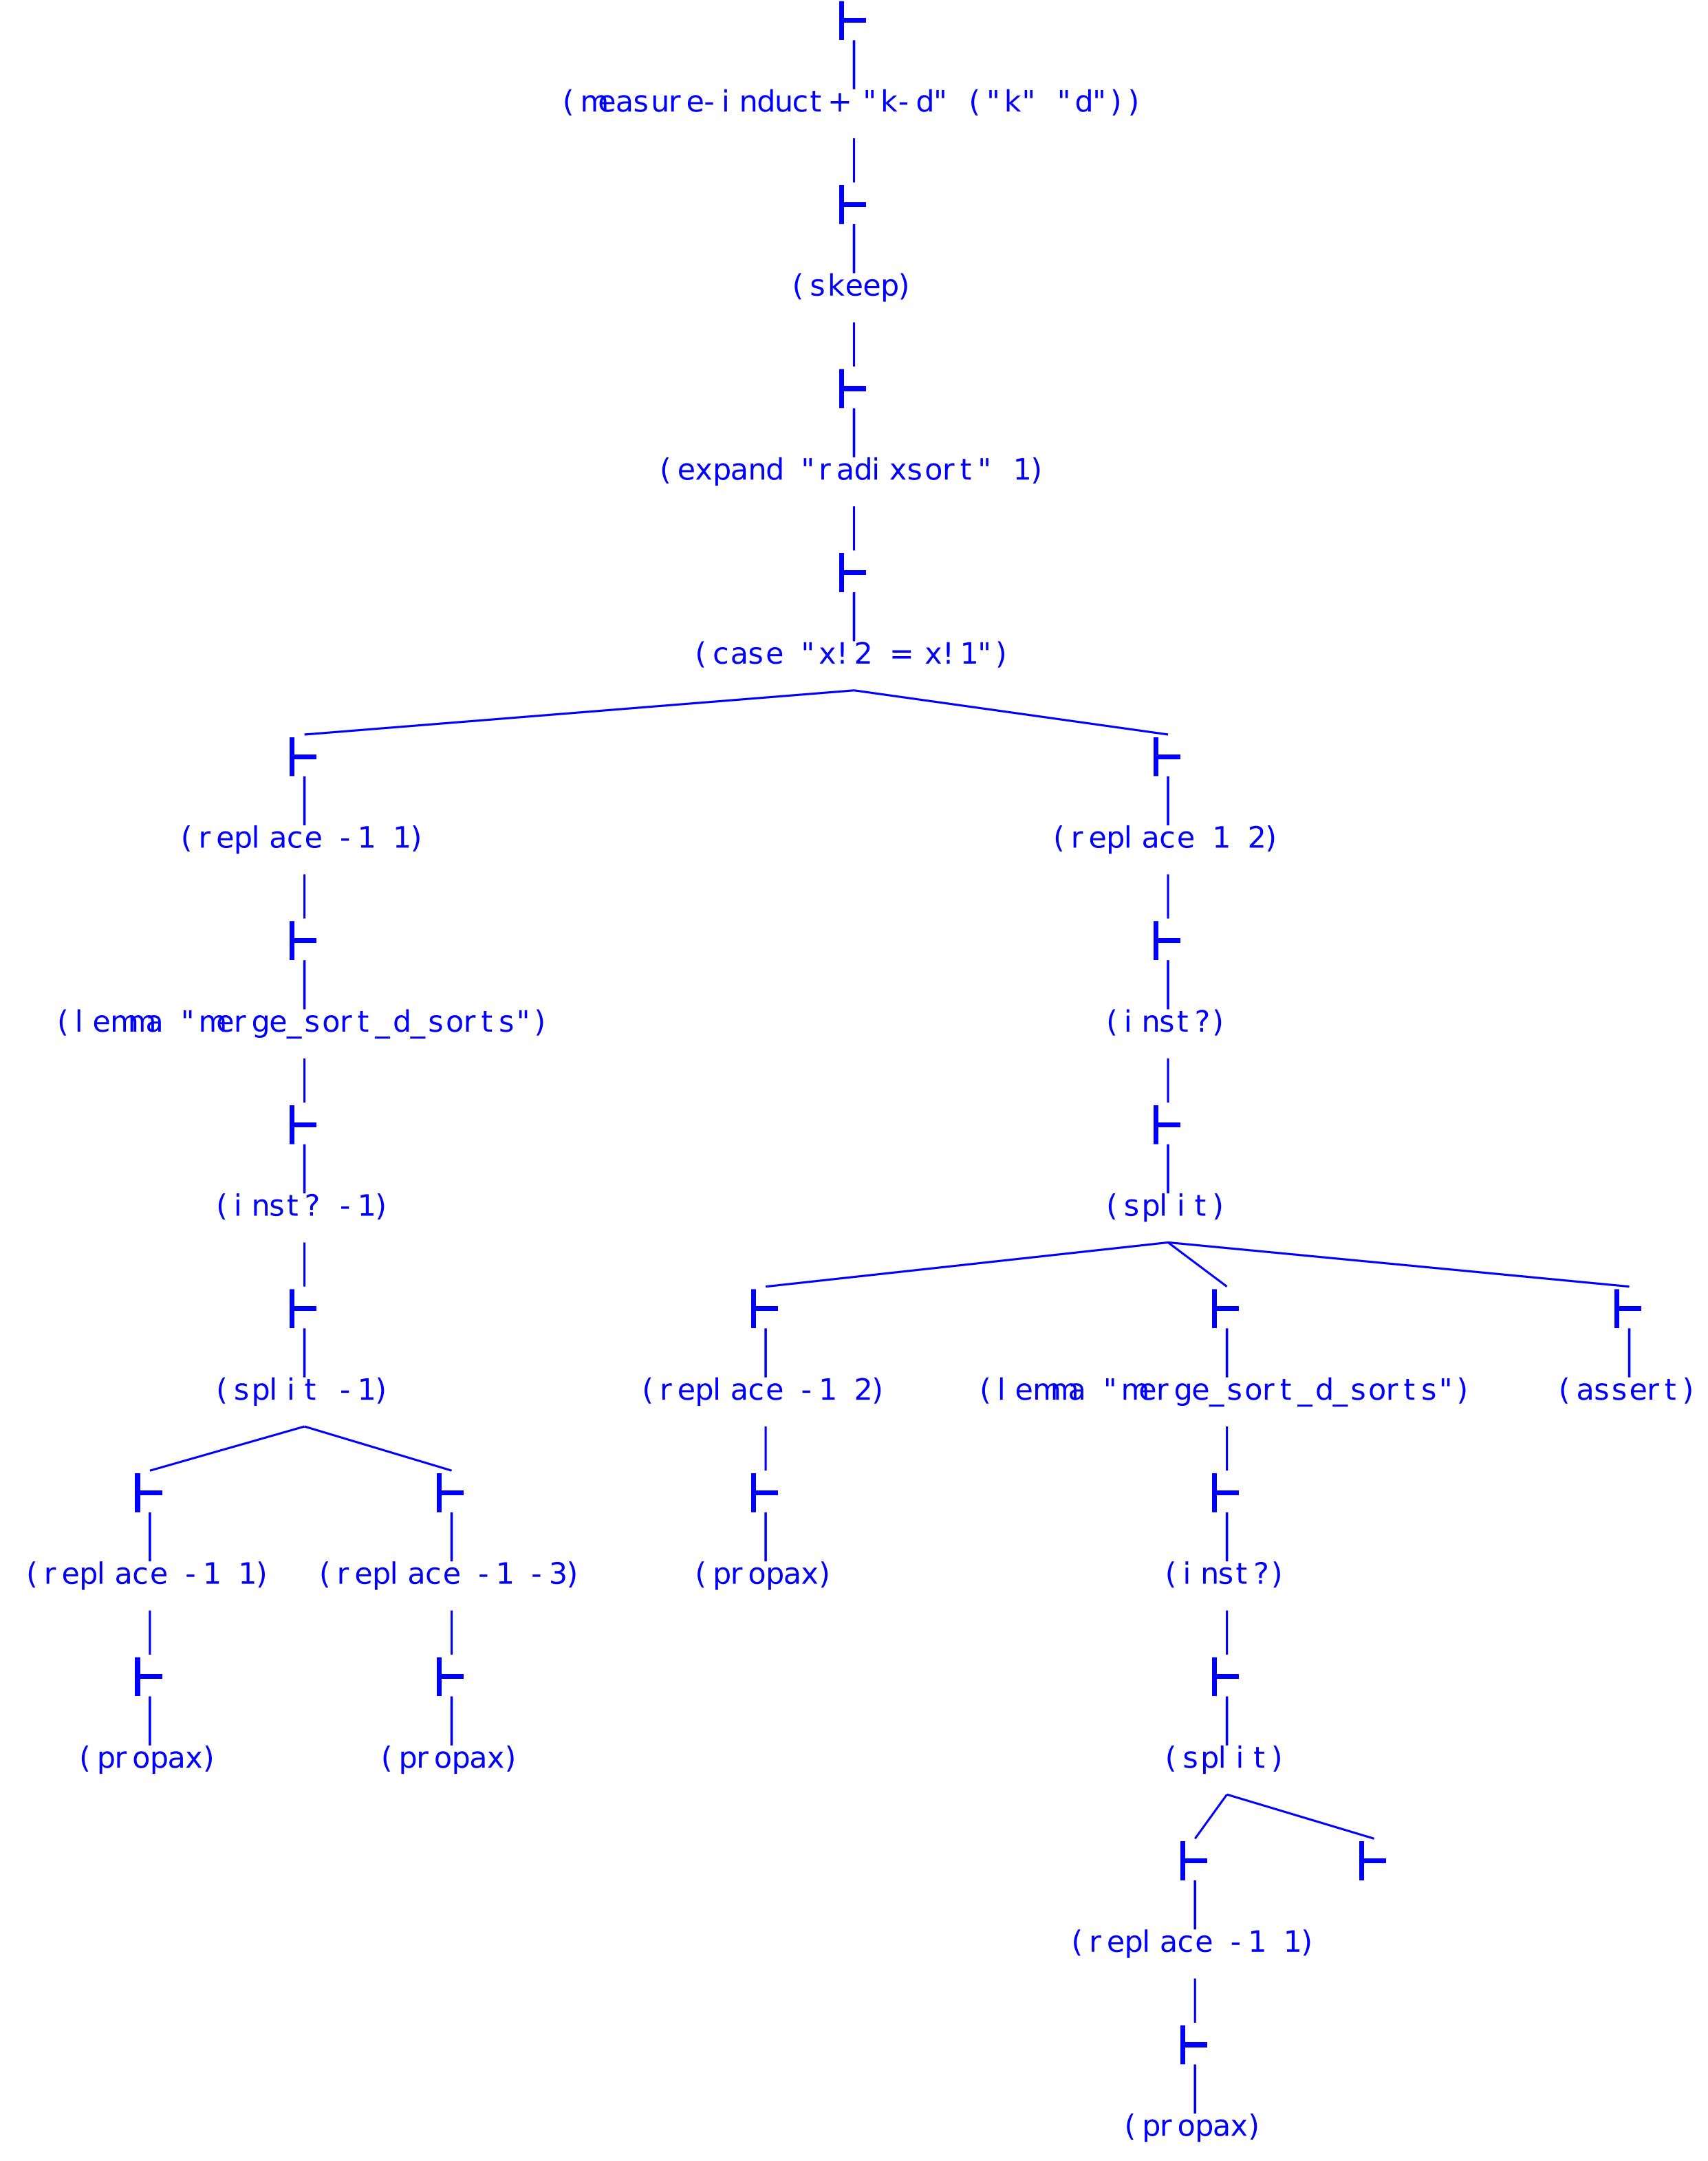 (measure-induct+ "k-d" ("k" "d"))
(skeep)
(expand "radixsort" 1)
(case "x!2 = x!1")
(replace -1 1) (replace 1 2)
(lemma "merge_sort_d_sorts") (inst?)
(inst? -1) (split)
(split -1) (replace -1 2) (lemma "merge_sort_d_sorts") (assert)
(replace -1 1) (replace -1 -3) (propax) (inst?)
(propax) (propax) (split)
(replace -1 1)
(propax)